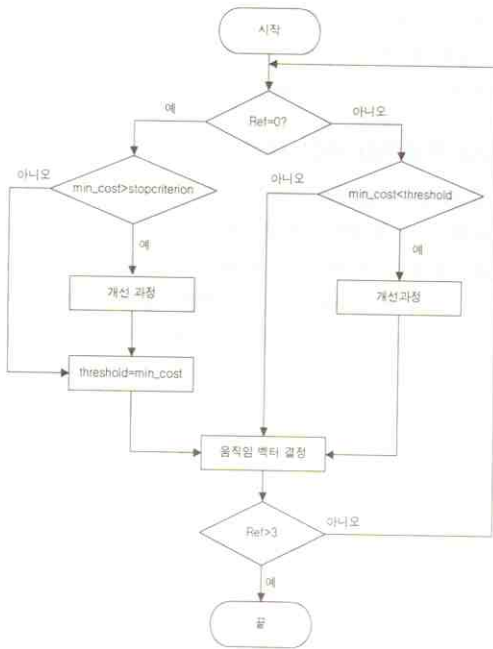 시작
Ref=0?
예
아니오
아니오
min_cost>stopcriterion
아니오
min_cost<threshold
예
예
개선 과정
개선과정
threshold=min_cost
움직임 벡터 결정
Ref>3
아니오
예
끝